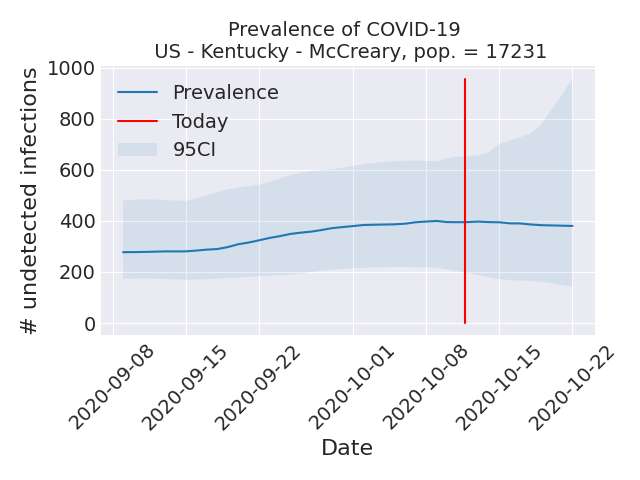 Prevalence of COVID-19
US - Kentucky - McCreary, pop. = 17231
# undetected infections
1000
800
600
400
200
0
Prevalence
Today
95CI
2020-09-08
2020-09-15
2020-09-22
2020-10-01
2020-10-08
2020-10-15
2020-10-22
Date